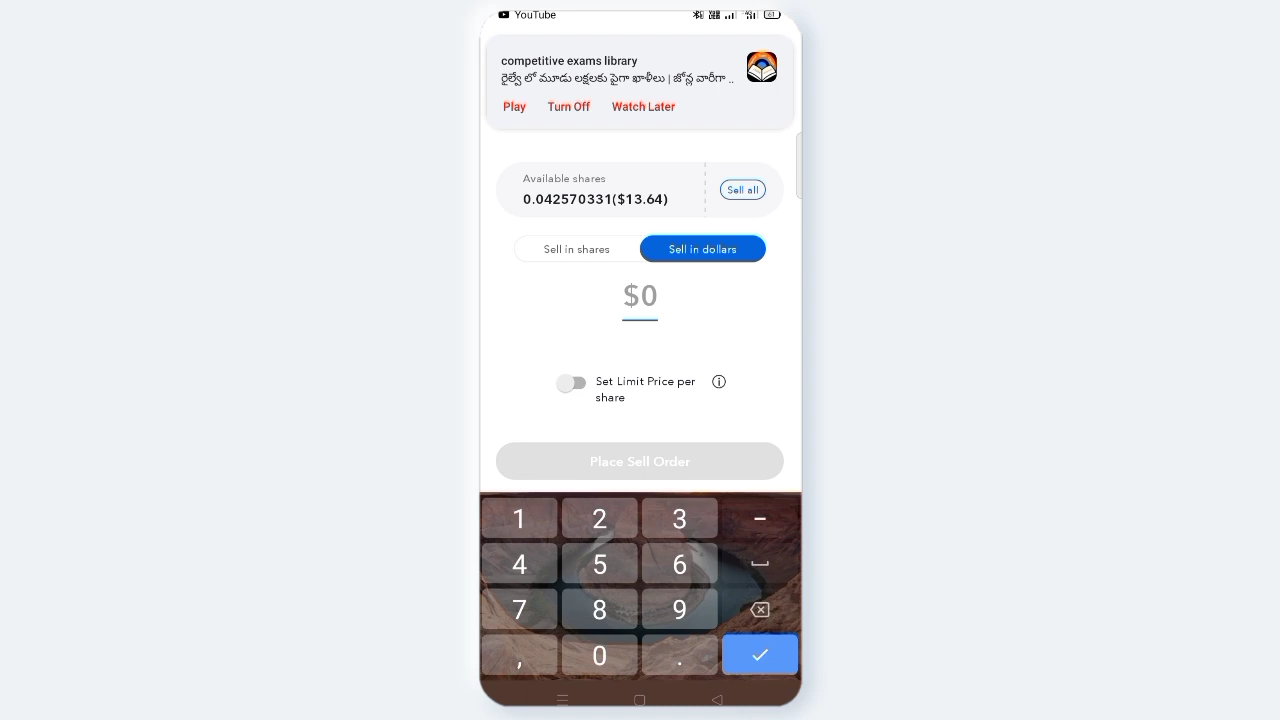 YouTube
competitive exams library
రైల్వే లో మూడు లక్షలకు పైగా ఖాళీలు | జోన్ల వారీగా ..
Play Turn Off Watch Later
Available shares
0.042570331($13.64)
Sell all
Sell in shares Sell in dollars
$0
Set Limit Price per
share
Place Sell Order
1 2 3 -
4 5 6
7 8 9
, 0 .